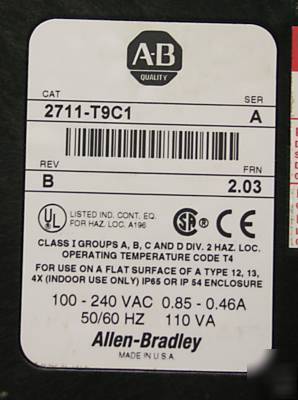 A-B
QUALITY
CAT SER
2711-T9C1 A
REV FRN
B 2.03
UL LISTED IND. CONT. EQ. FOR HAZ. LOC. A196
CLASS I GROUPS A, B, C AND D DIV. 2 HAZ. LOC.
OPERATING TEMPERATURE CODE T4
FOR USE ON A FLAT SURFACE OF A TYPE 12, 13,
4X (INDOOR USE ONLY) IP65 OR IP 54 ENCLOSURE
100 - 240 VAC 0.85 - 0.46A
50/60 HZ 110 VA
Allen-Bradley
MADE IN U.S.A.